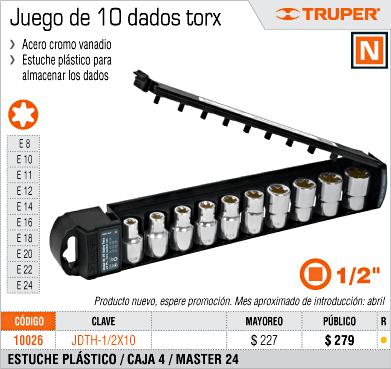 Juego de 10 dados torx
TRUPER®
Acero cromo vanadio
Estuche plástico para
almacenar los dados
N
E 8
E 10
E 11
E 12
E 14
E 16
E 18
E 20
E 22
E 24
1/2"
Producto nuevo, espere promoción. Mes aproximado de introducción: abril
CÓDIGO CLAVE MAYOREO PÚBLICO R
10026 JDTH-1/2X10 $ 227 $ 279
ESTUCHE PLÁSTICO / CAJA 4 / MASTER 24